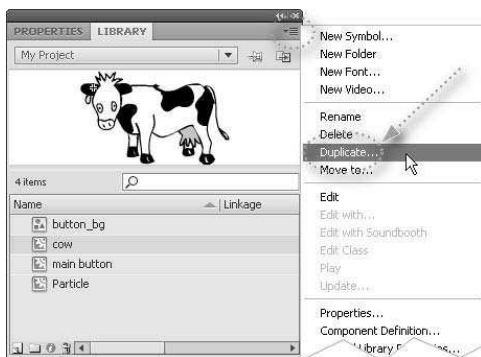 PROPERTIES LIBRARY
My Project
4 items
Name Linkage
button_bg
cow
main button
Particle
New Symbol...
New Folder
New Font...
New Video...
Rename
Delete
Duplicate...
Move to...
Edit
Edit with...
Edit with Soundbooth
Edit Class
Play
Update...
Properties...
Component Definition...
Library